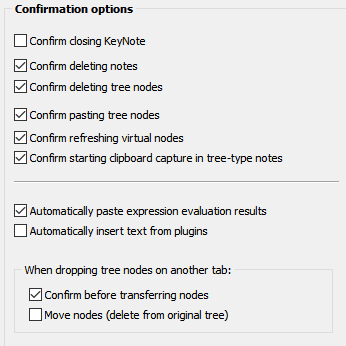 Confirmation options
Confirm closing KeyNote
Confirm deleting notes
Confirm deleting tree nodes
Confirm pasting tree nodes
Confirm refreshing virtual nodes
Confirm starting clipboard capture in tree-type notes
Automatically paste expression evaluation results
Automatically insert text from plugins
When dropping tree nodes on another tab:
Confirm before transferring nodes
Move nodes (delete from original tree)